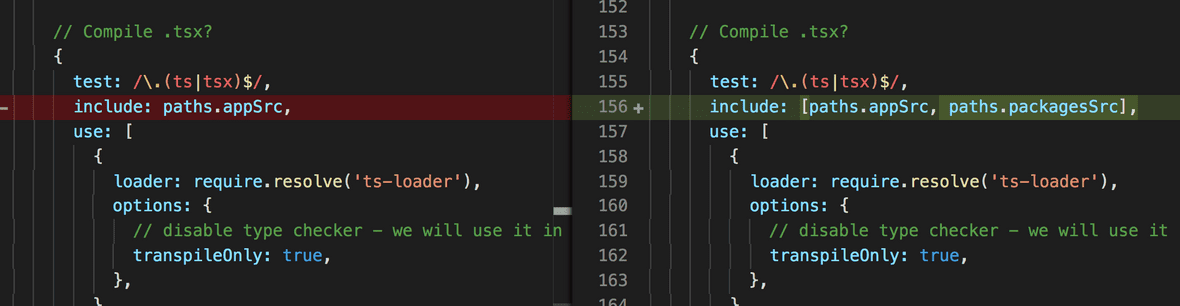 // Compile .tsx?
{
test: /\.(ts|tsx)$/,
include: paths.appSrc,
use: [
{
loader: require.resolve('ts-loader'),
options: {
// disable type checker – we will use it in
transpileOnly: true,
},
}
152
153 // Compile .tsx?
154 {
155 test: /\.(ts|tsx)$/,
156 + include: [paths.appSrc, paths.packagesSrc],
157 use: [
158 {
159 loader: require.resolve('ts-loader'),
160 options: {
161 // disable type checker – we will use it
162 transpileOnly: true,
163 },
164 }